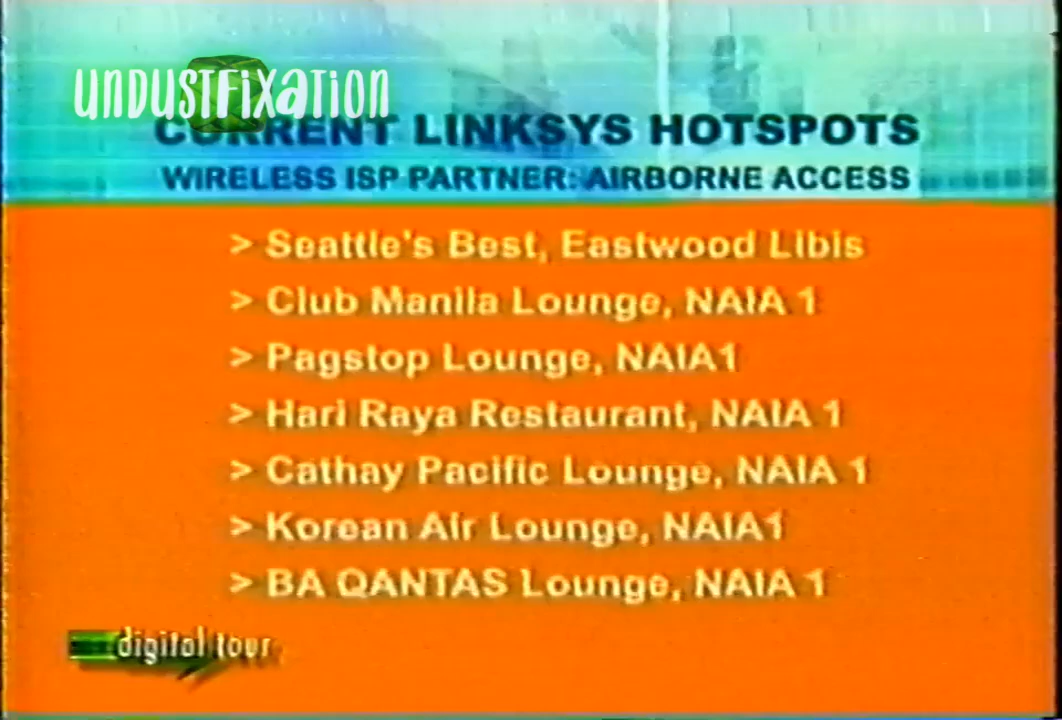 UNDUSTFIXATION
CURRENT LINKSYS HOTSPOTS
WIRELESS ISP PARTNER: AIRBORNE ACCESS
> Seattle's Best, Eastwood Libis
> Club Manila Lounge, NAIA 1
> Pagstop Lounge, NAIA1
> Hari Raya Restaurant, NAIA 1
> Cathay Pacific Lounge, NAIA 1
> Korean Air Lounge, NAIA1
> BA QANTAS Lounge, NAIA 1
digital tour